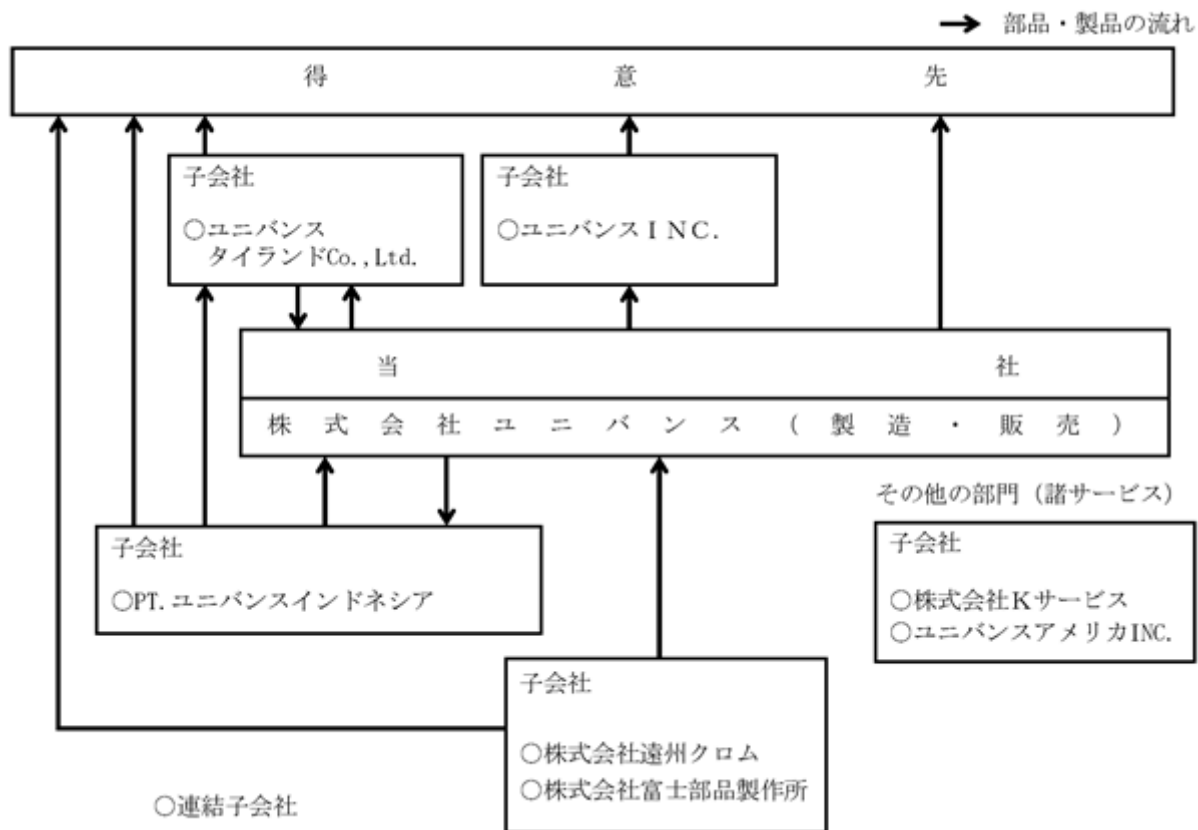 部品・製品の流れ
得意先
子会社
○ユニバンス
タイランドCo.,Ltd.
子会社
○ユニバンスＩＮＣ.
当社
株式会社ユニバンス(製造・販売)
その他の部門（諸サービス）
子会社
○PT.ユニバンスインドネシア
子会社
○株式会社Ｋサービス
○ユニバンスアメリカINC.
子会社
○株式会社遠州クロム
○株式会社富士部品製作所
○連結子会社